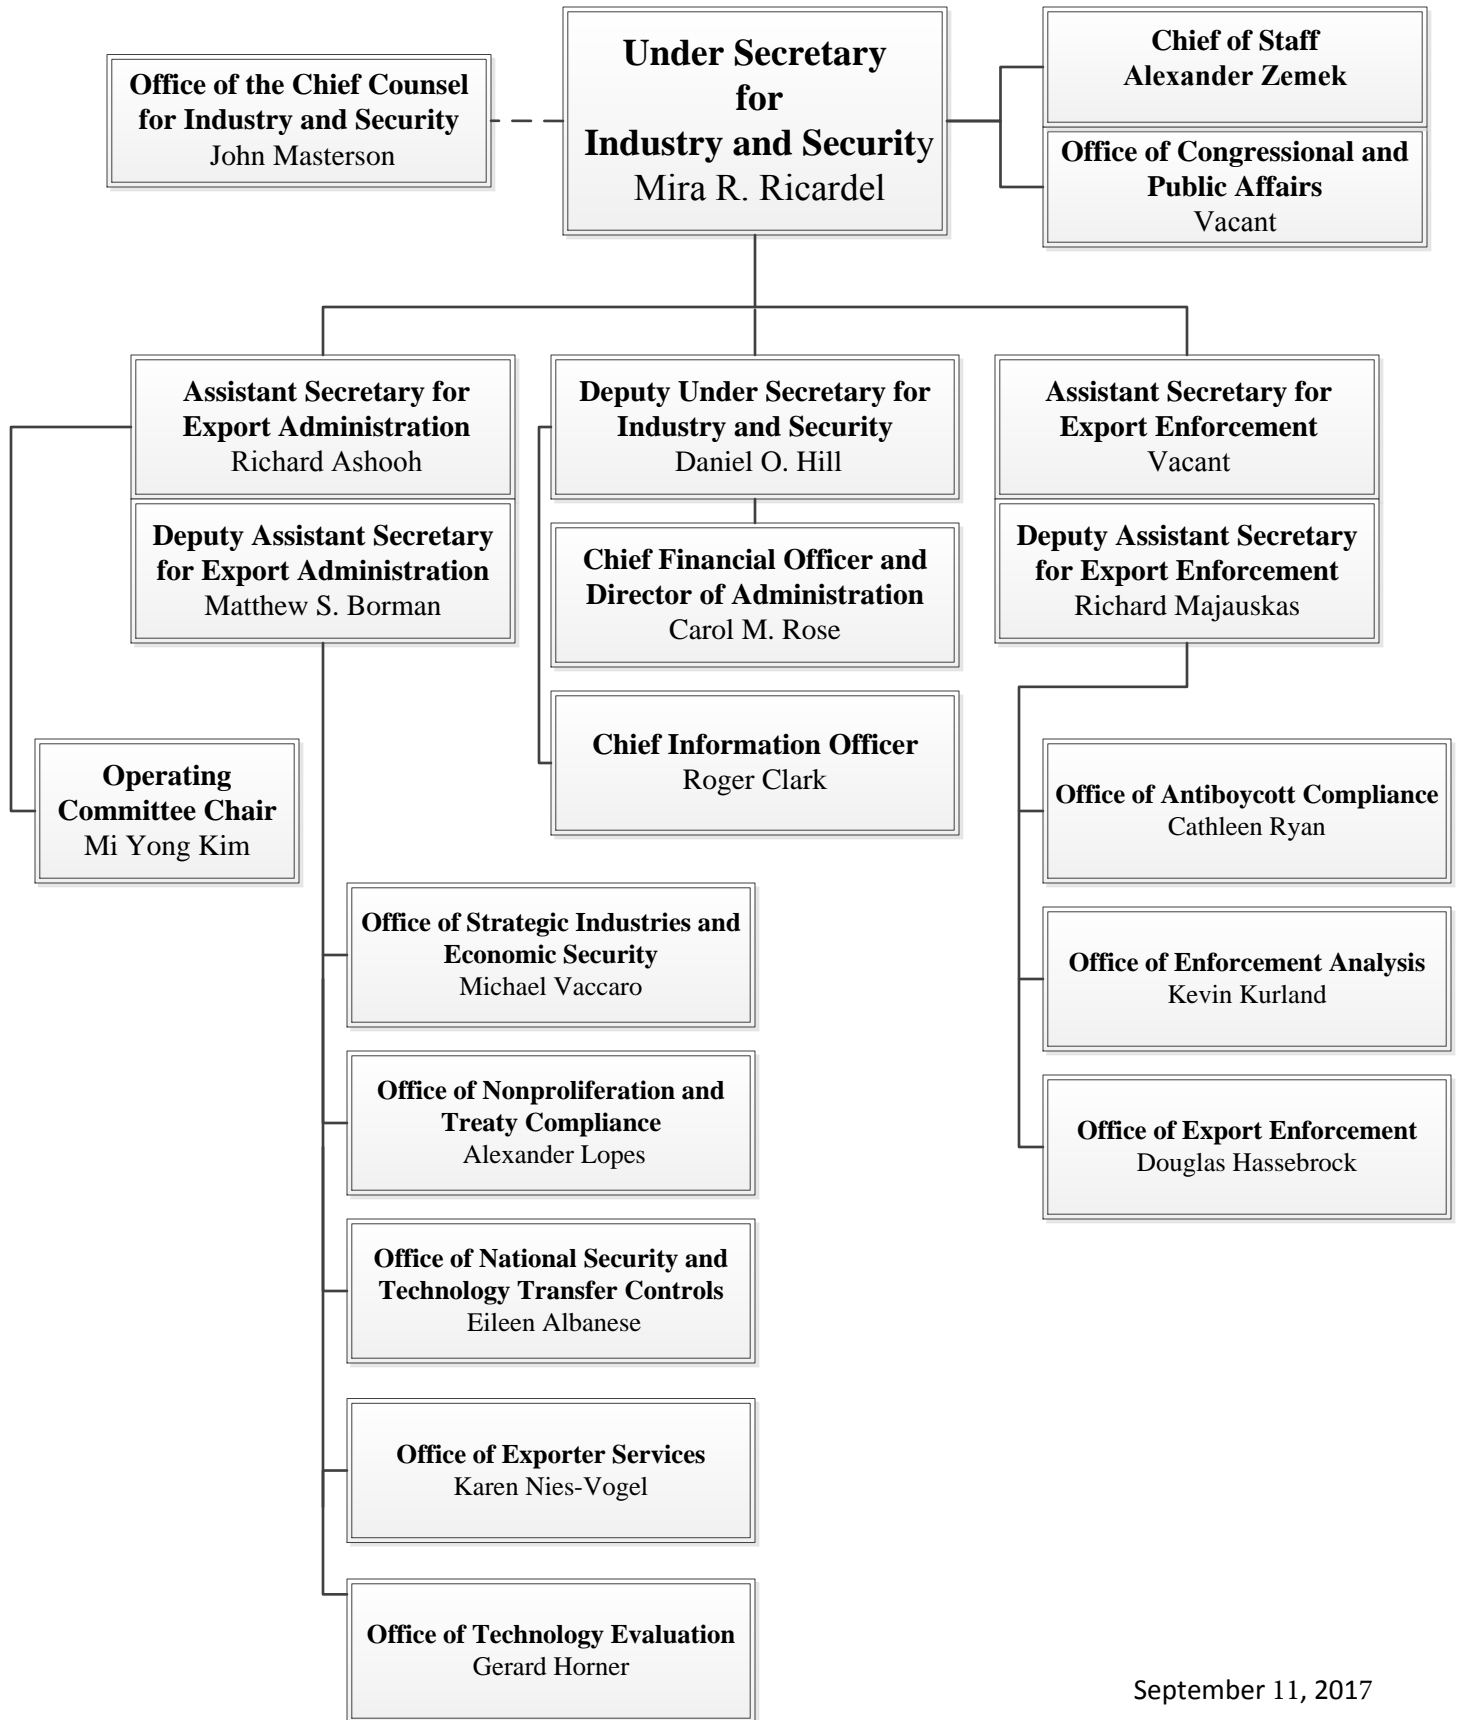 Office of the Chief Counsel
for Industry and Security
John Masterson
Under Secretary
for
Industry and Security
Mira R. Ricardel
Chief of Staff
Alexander Zemek
Office of Congressional and
Public Affairs
Vacant
Assistant Secretary for
Export Administration
Richard Ashooh
Deputy Assistant Secretary
for Export Administration
Matthew S. Borman
Deputy Under Secretary for
Industry and Security
Daniel O. Hill
Chief Financial Officer and
Director of Administration
Carol M. Rose
Chief Information Officer
Roger Clark
Assistant Secretary for
Export Enforcement
Vacant
Deputy Assistant Secretary
for Export Enforcement
Richard Majauskas
Operating
Committee Chair
Mi Yong Kim
Office of Strategic Industries and
Economic Security
Michael Vaccaro
Office of Nonproliferation and
Treaty Compliance
Alexander Lopes
Office of National Security and
Technology Transfer Controls
Eileen Albanese
Office of Exporter Services
Karen Nies-Vogel
Office of Technology Evaluation
Gerard Horner
Office of Antiboycott Compliance
Cathleen Ryan
Office of Enforcement Analysis
Kevin Kurland
Office of Export Enforcement
Douglas Hassebrock
September 11, 2017